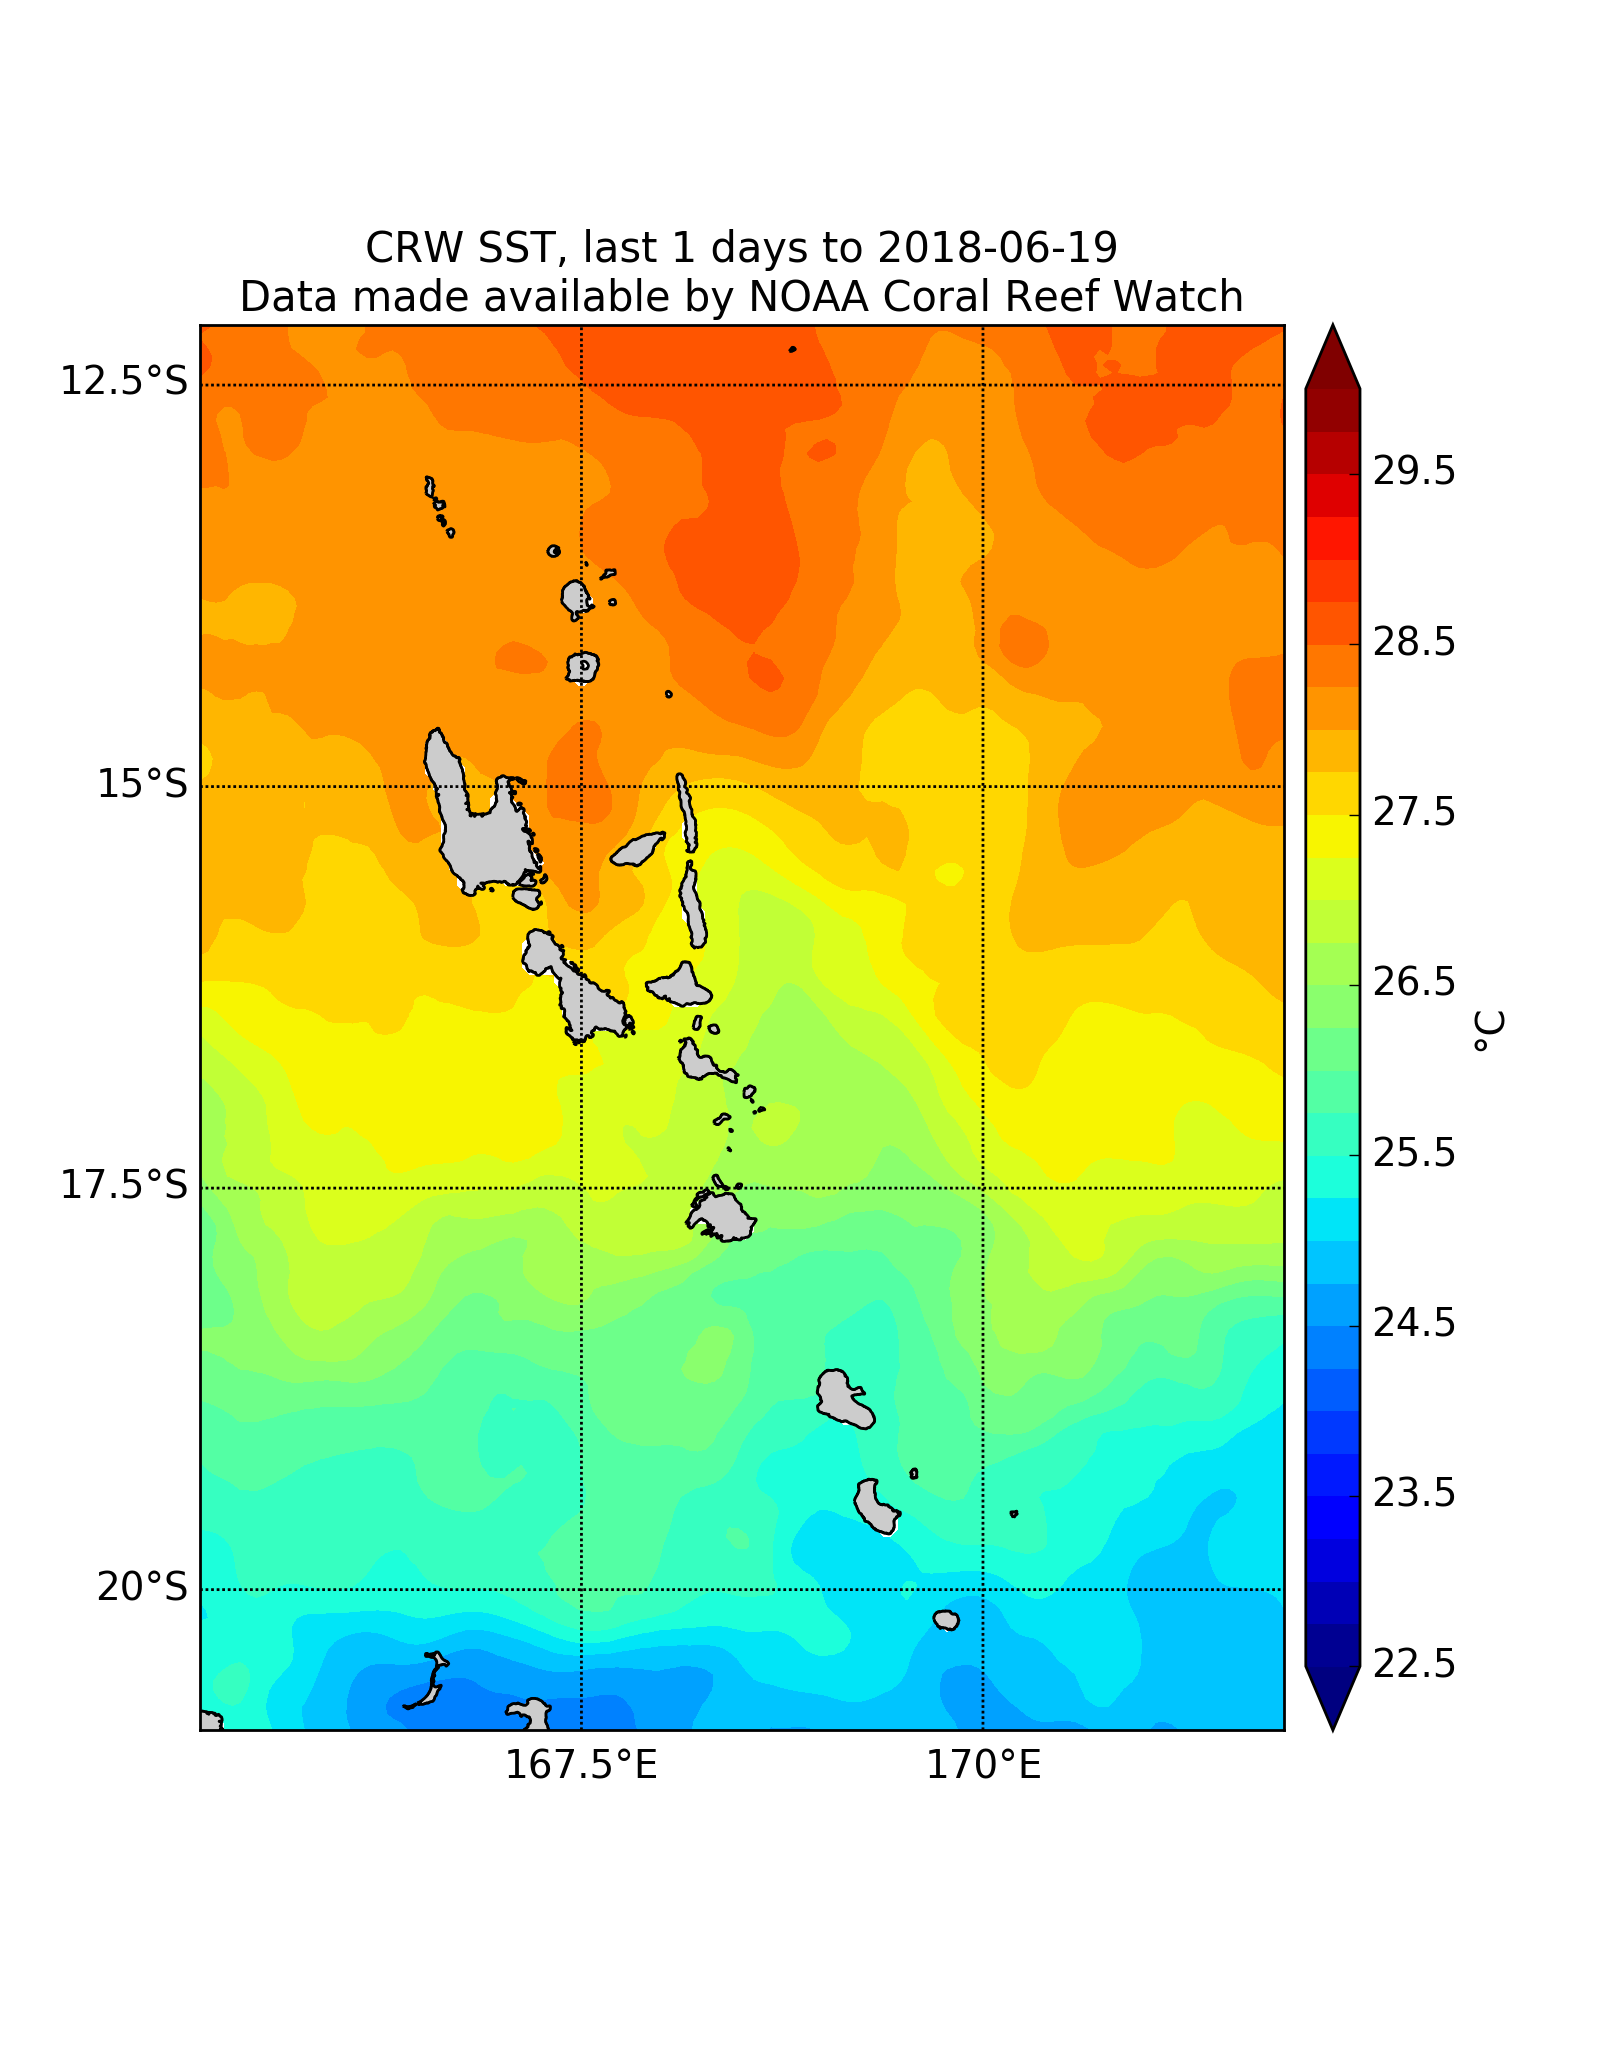 CRW SST, last 1 days to 2018-06-19
Data made available by NOAA Coral Reef Watch
12.5°S
15°S
17.5°S
20°S
167.5°E
170°E
29.5
28.5
27.5
26.5
25.5
24.5
23.5
22.5
°C